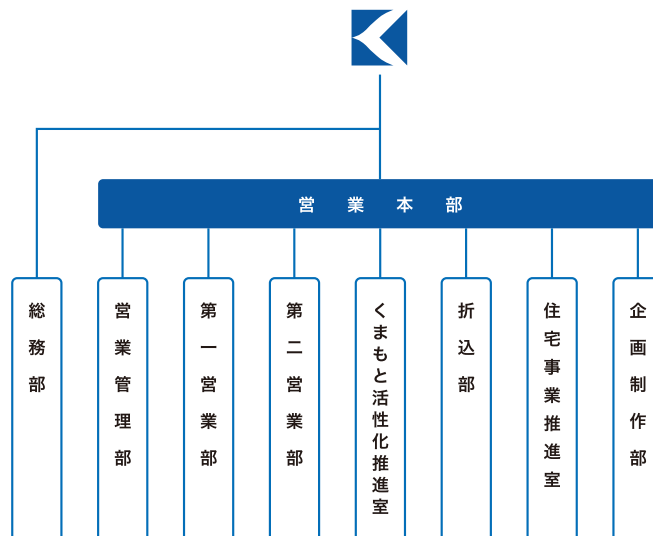 営業本部
総務部
営業管理部
第一営業部
第二営業部
くまもと活性化推進室
折込部
住宅事業推進室
企画制作部